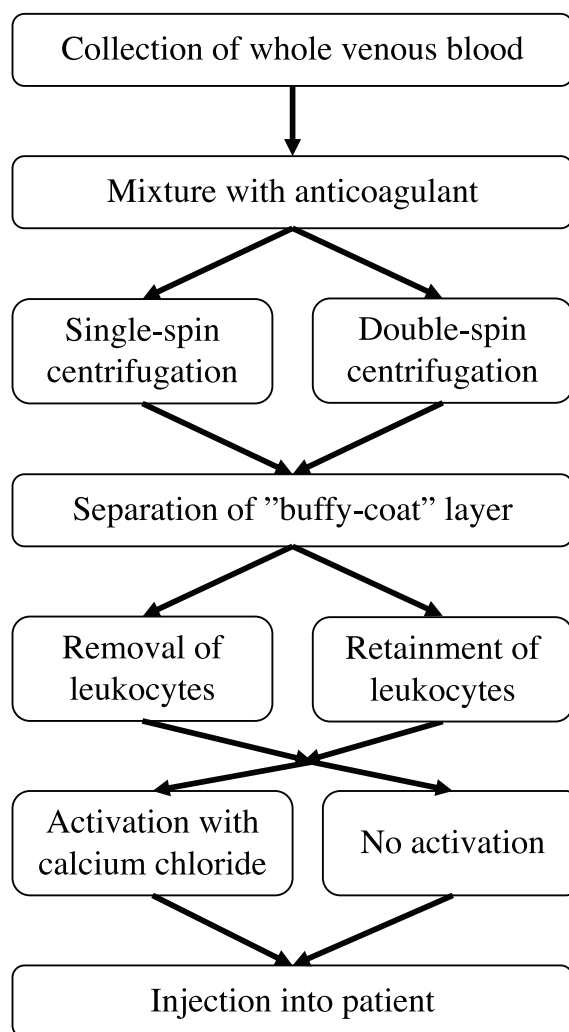 Collection of whole venous blood
Mixture with anticoagulant
Single-spin
centrifugation
Double-spin
centrifugation
Separation of ”buffy-coat” layer
Removal of
leukocytes
Retainment of
leukocytes
Activation with
calcium chloride
No activation
Injection into patient